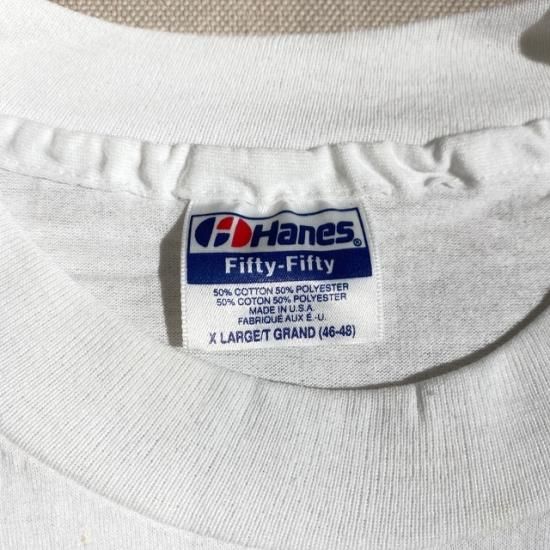 Hanes®
Fifty-Fifty
50% COTTON 50% POLYESTER
50% COTON 50% POLYESTER
MADE IN U.S.A.
FABRIQUÉ AUX É.-U.
X LARGE/T GRAND (46-48)